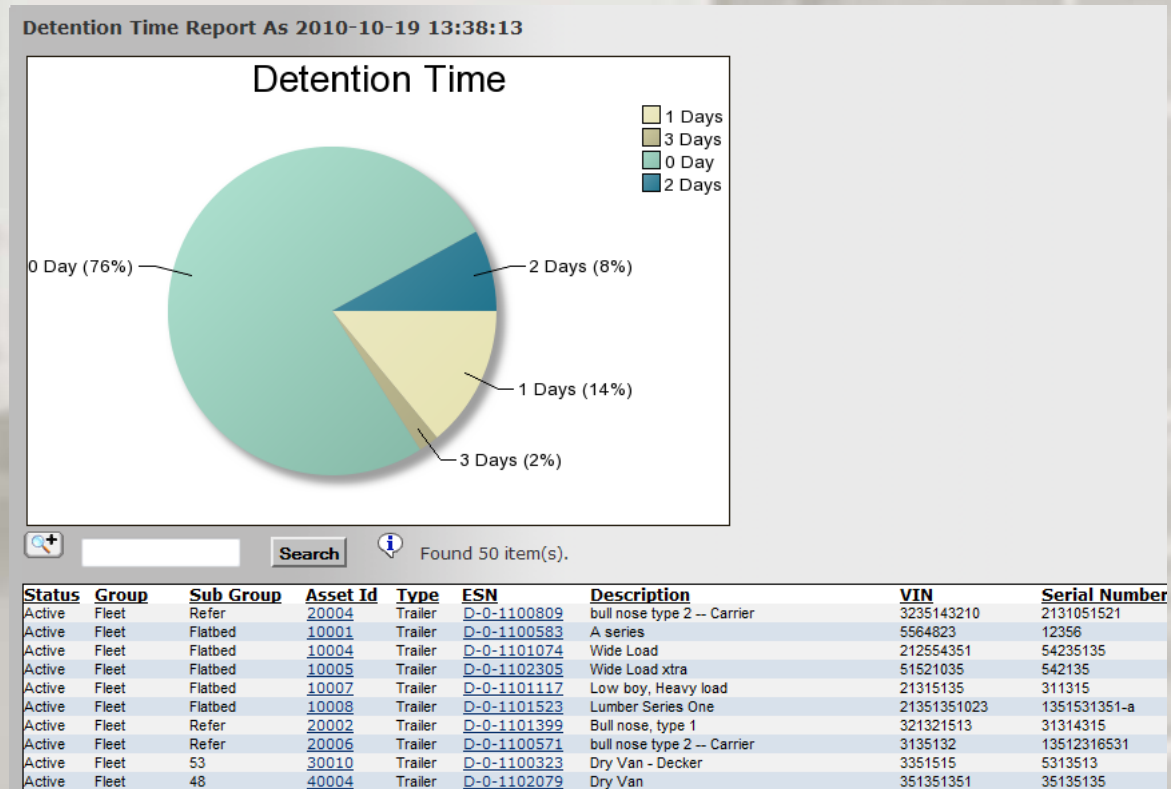 Detention Time Report As 2010-10-19 13:38:13
Detention Time
1 Days
3 Days
0 Day
2 Days
0 Day (76%)
2 Days (8%)
1 Days (14%)
3 Days (2%)
Search Found 50 item(s).
Status Group Sub Group Asset Id Type ESN Description VIN Serial Number
Active Fleet Refer 20004 Trailer D-0-1100809 bull nose type 2 -- Carrier 3235143210 2131051521
Active Fleet Flatbed 10001 Trailer D-0-1100583 A series 5564823 12356
Active Fleet Flatbed 10004 Trailer D-0-1101074 Wide Load 212554351 54235135
Active Fleet Flatbed 10005 Trailer D-0-1102305 Wide Load xtra 51521035 542135
Active Fleet Flatbed 10007 Trailer D-0-1101117 Low boy, Heavy load 21315135 311315
Active Fleet Flatbed 10008 Trailer D-0-1101523 Lumber Series One 21351351023 1351531351-a
Active Fleet Refer 20002 Trailer D-0-1101399 Bull nose, type 1 321321513 31314315
Active Fleet Refer 20006 Trailer D-0-1100571 bull nose type 2 -- Carrier 3135132 13512316531
Active Fleet 53 30010 Trailer D-0-1100323 Dry Van - Decker 3351515 5313513
Active Fleet 48 40004 Trailer D-0-1102079 Dry Van 351351351 35135135